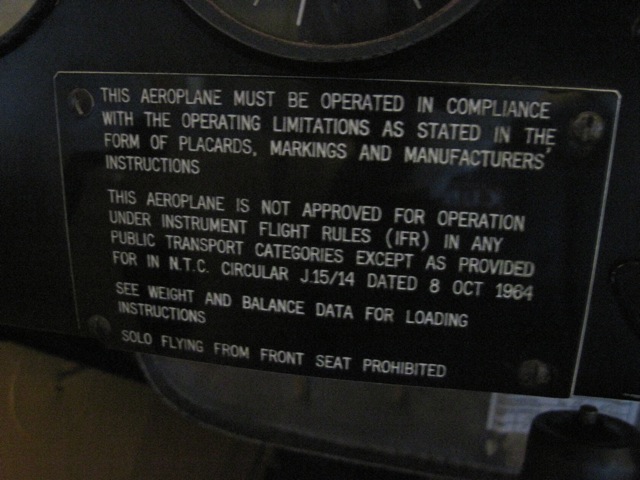 THIS AEROPLANE MUST BE OPERATED IN COMPLIANCE
WITH THE OPERATING LIMITATIONS AS STATED IN THE
FORM OF PLACARDS, MARKINGS AND MANUFACTURERS'
INSTRUCTIONS
THIS AEROPLANE IS NOT APPROVED FOR OPERATION
UNDER INSTRUMENT FLIGHT RULES (IFR) IN ANY
PUBLIC TRANSPORT CATEGORIES EXCEPT AS PROVIDED
FOR IN N.T.C. CIRCULAR J.15/14 DATED 8 OCT 1964
SEE WEIGHT AND BALANCE DATA FOR LOADING
INSTRUCTIONS
SOLO FLYING FROM FRONT SEAT PROHIBITED